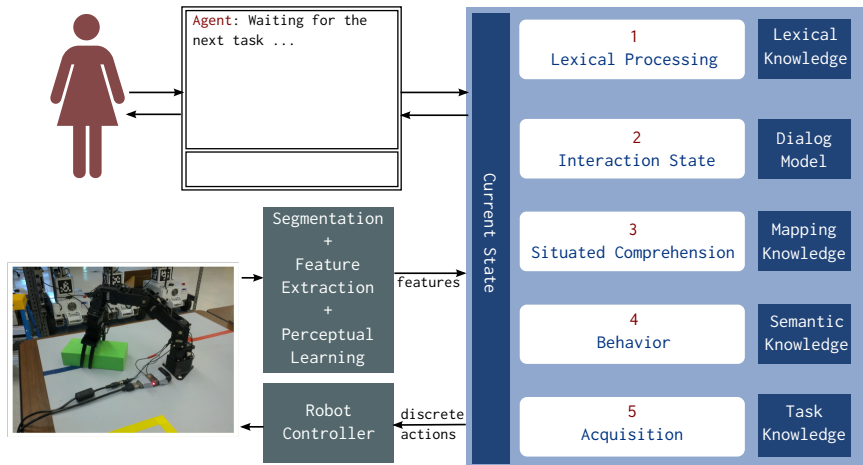 Agent: Waiting for the
next task ...
Segmentation
+
Feature
Extraction
+
Perceptual
Learning
features
Robot
Controller
discrete
actions
Current State
1
Lexical Processing
Lexical
Knowledge
2
Interaction State
Dialog
Model
3
Situated Comprehension
Mapping
Knowledge
4
Behavior
Semantic
Knowledge
5
Acquisition
Task
Knowledge